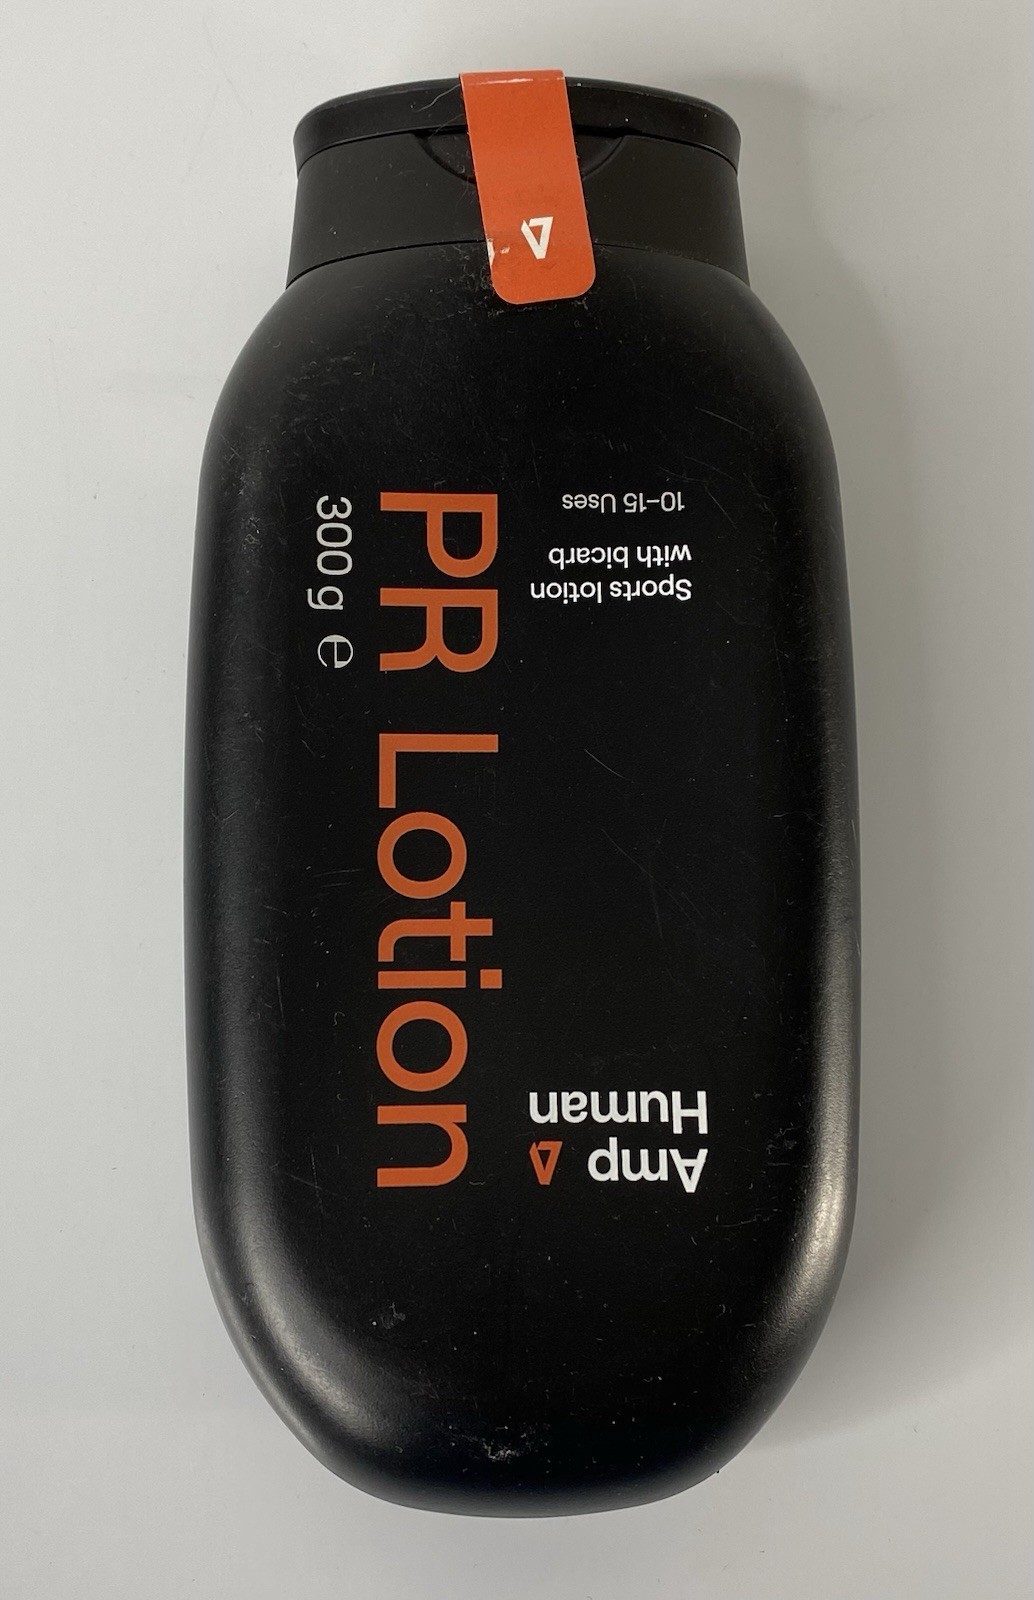 Amp
Human
PR Lotion
Sports lotion
with bicarb
10–15 Uses
300 g e